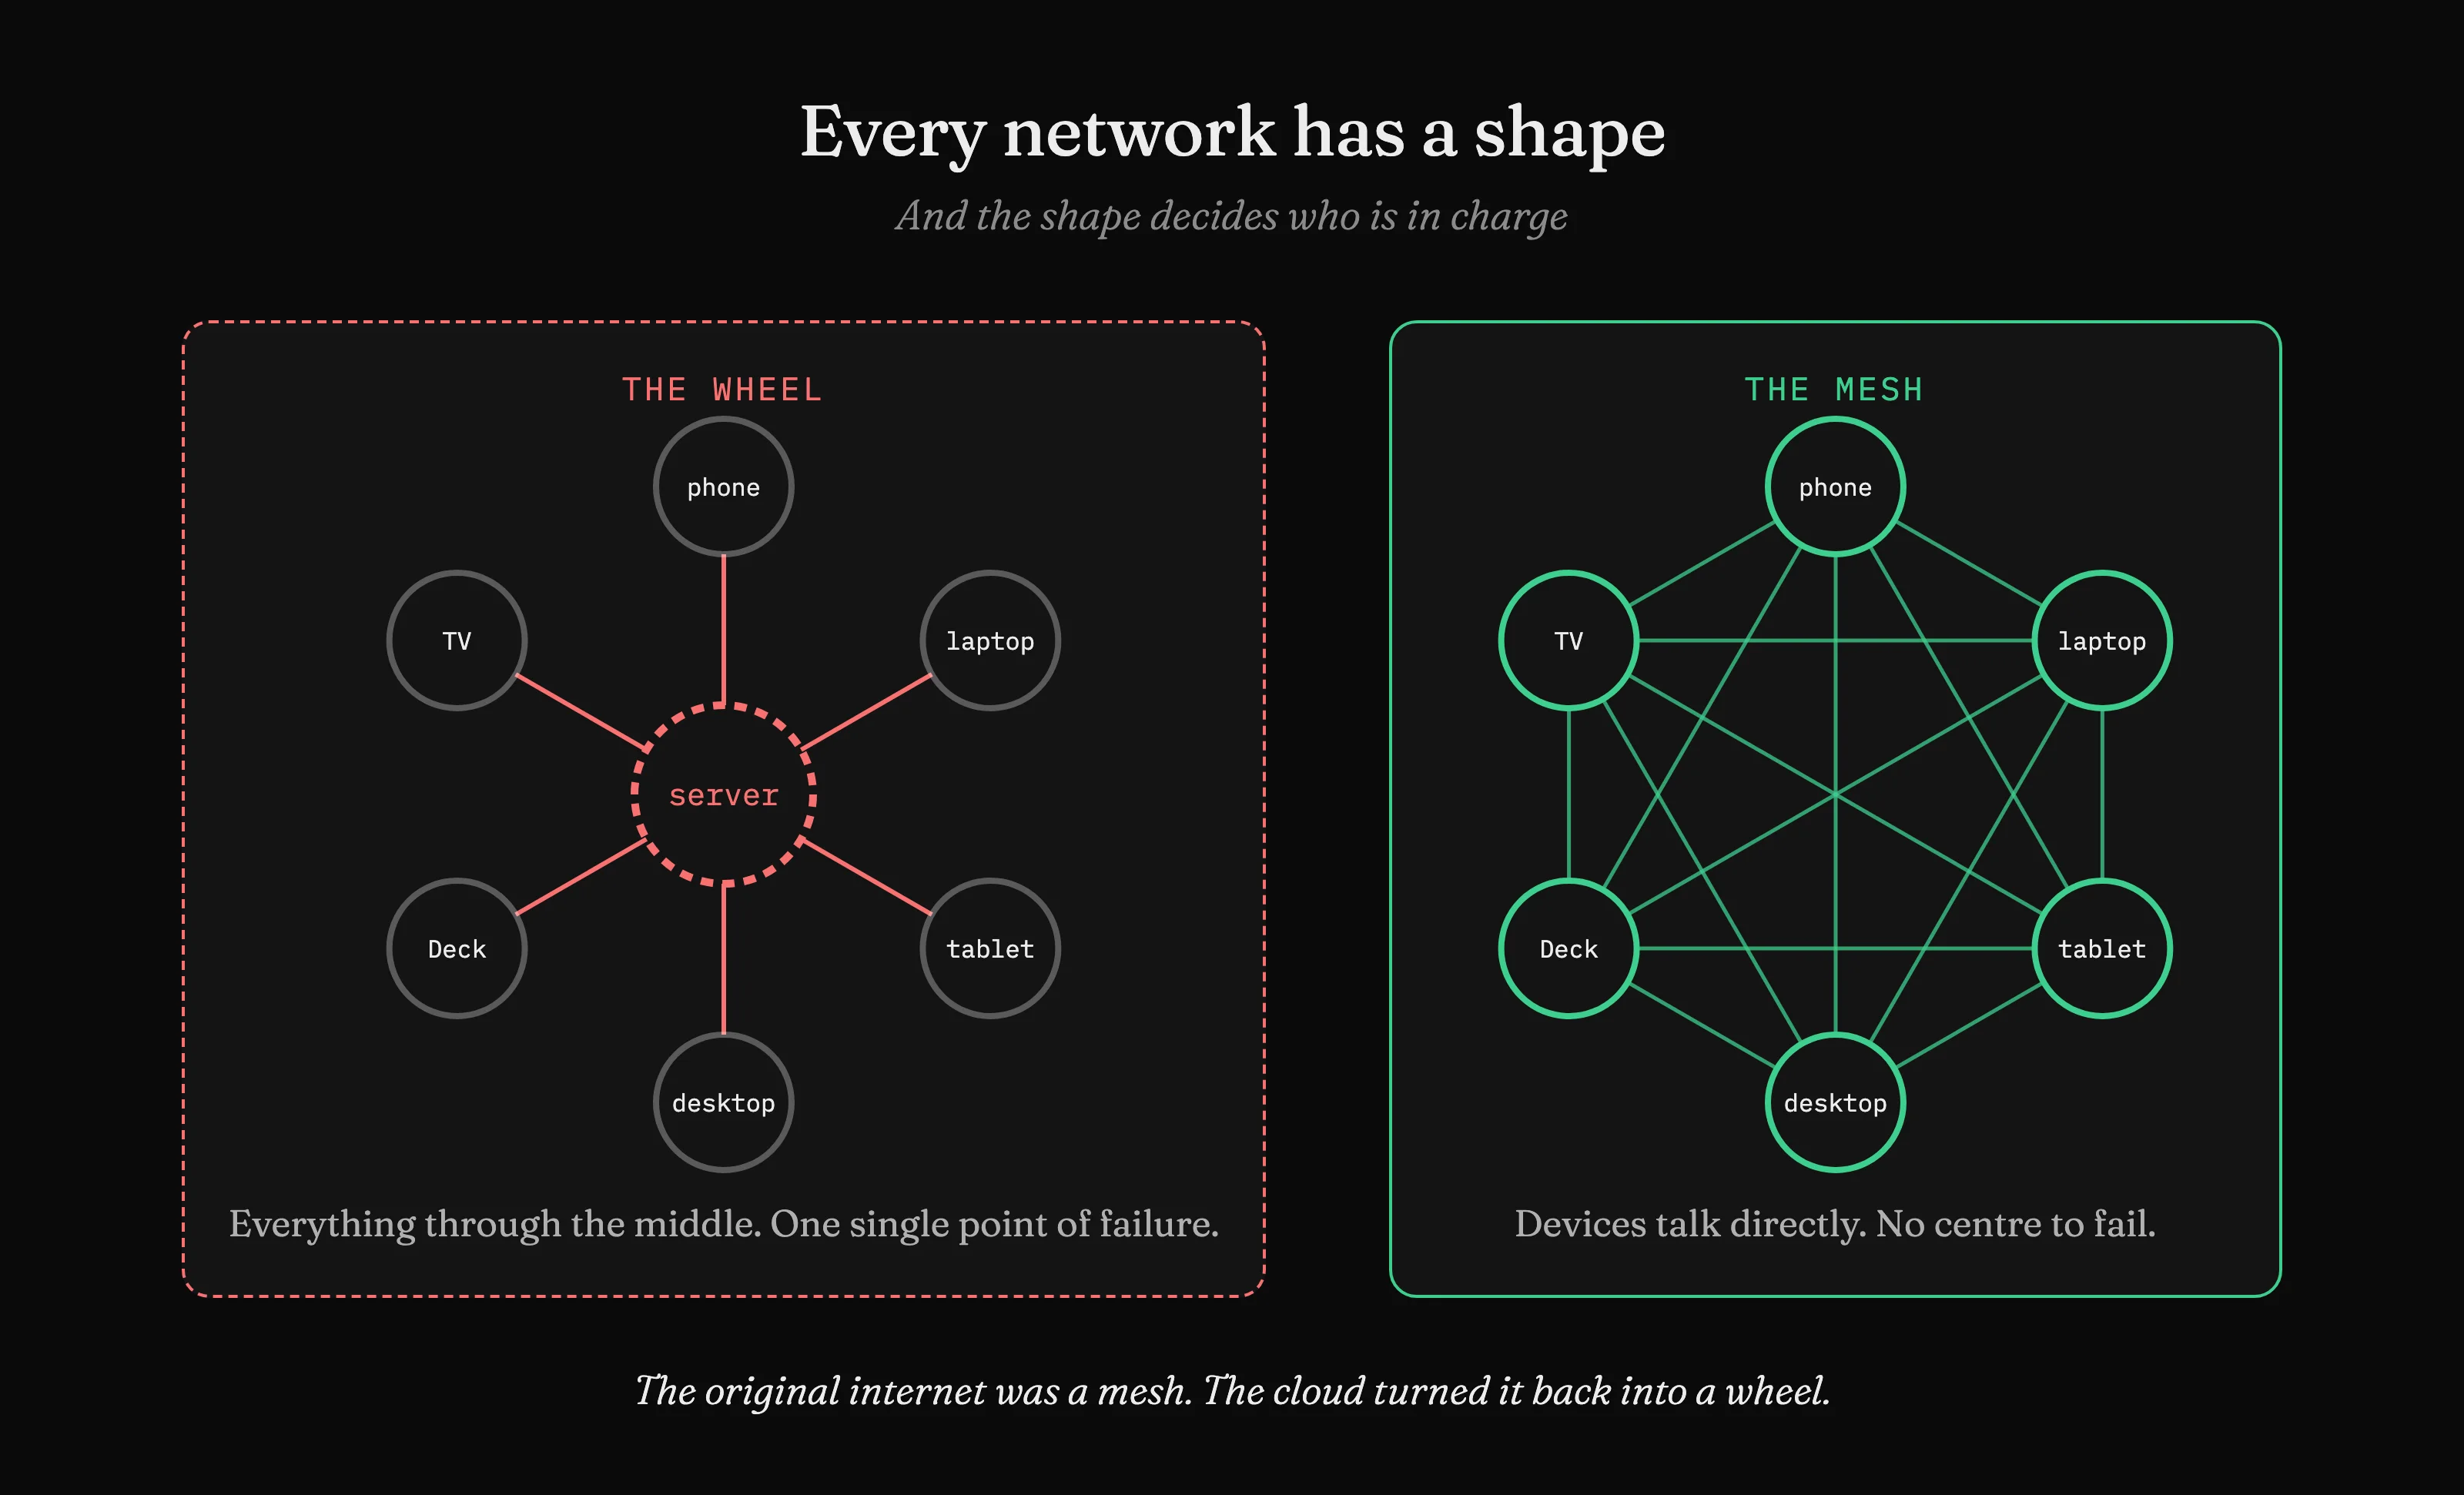 Every network has a shape
And the shape decides who is in charge
THE WHEEL
phone
TV
laptop
server
Deck
tablet
desktop
Everything through the middle. One single point of failure.
THE MESH
phone
TV
laptop
Deck
tablet
desktop
Devices talk directly. No centre to fail.
The original internet was a mesh. The cloud turned it back into a wheel.